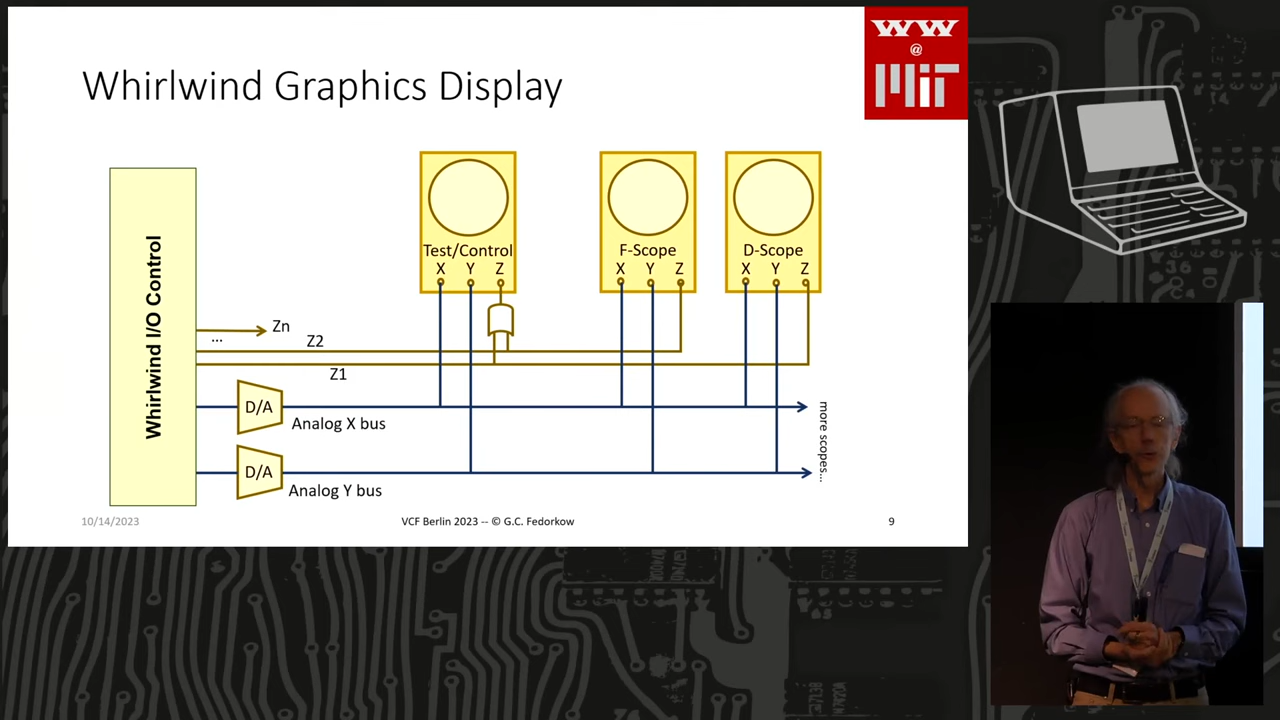 WW
@
MIT
Whirlwind Graphics Display
Whirlwind I/O Control
Test/Control
X Y Z
F-Scope
X Y Z
D-Scope
X Y Z
Zn
...
Z2
Z1
D/A
Analog X bus
D/A
Analog Y bus
more scopes...
10/14/2023
VCF Berlin 2023 -- © G.C. Fedorkow
9